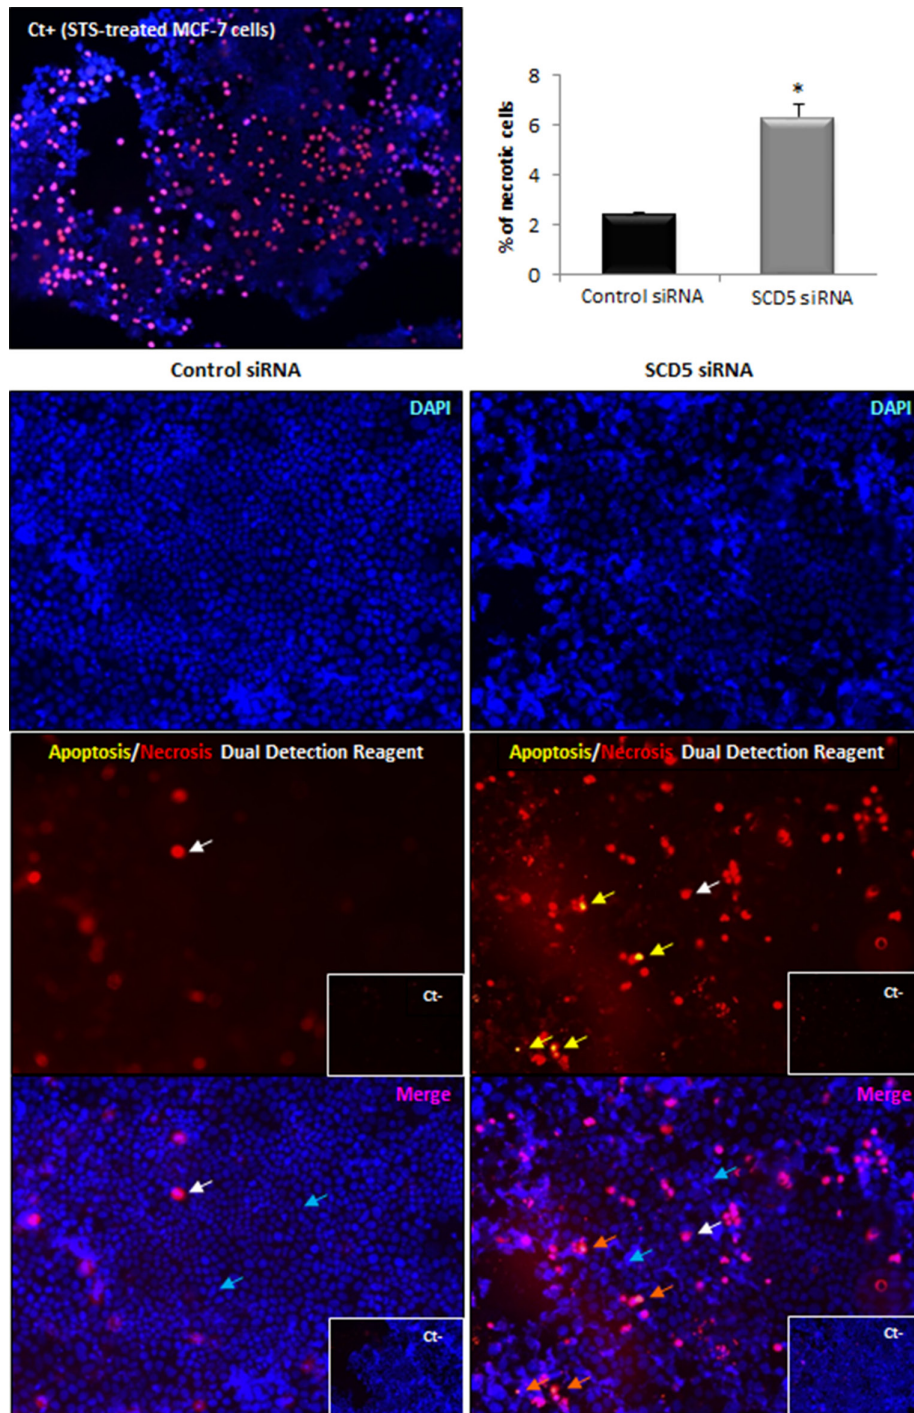 Ct+ (STS-treated MCF-7 cells)
% of necrotic cells
8
6
4
2
0
*
Control siRNA
SCD5 siRNA
Control siRNA
SCD5 siRNA
DAPI
DAPI
Apoptosis/Necrosis Dual Detection Reagent
Apoptosis/Necrosis Dual Detection Reagent
Ct-
Ct-
Merge
Merge
Ct-
Ct-